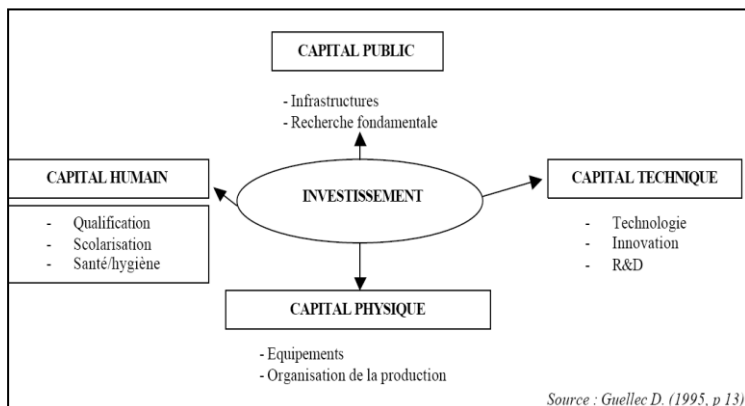 CAPITAL PUBLIC
- Infrastructures
- Recherche fondamentale
CAPITAL HUMAIN
- Qualification
- Scolarisation
- Santé/hygiène
INVESTISSEMENT
CAPITAL TECHNIQUE
- Technologie
- Innovation
- R&D
CAPITAL PHYSIQUE
- Equipements
- Organisation de la production
Source : Guellec D. (1995, p 13)